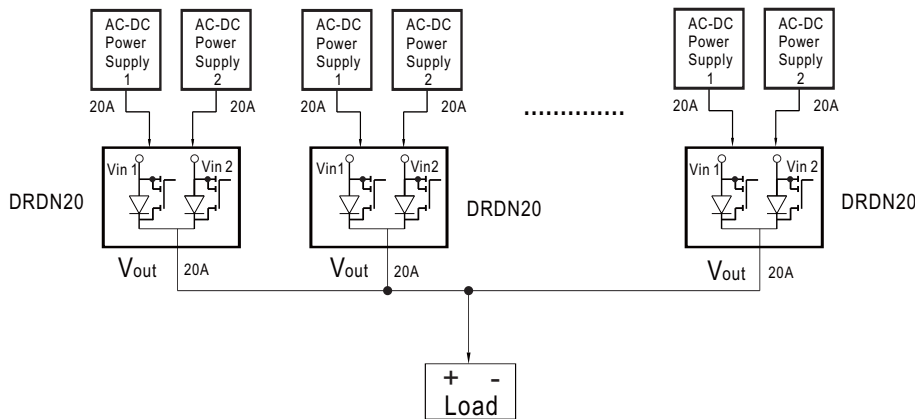 AC-DC
Power
Supply
1
AC-DC
Power
Supply
2
AC-DC
Power
Supply
1
AC-DC
Power
Supply
2
AC-DC
Power
Supply
1
AC-DC
Power
Supply
2
20A
20A
20A
20A
20A
20A
..............
Vin 1
Vin 2
Vin1
Vin2
Vin 1
Vin 2
DRDN20
DRDN20
DRDN20
Vout
20A
Vout
20A
Vout
20A
+ -
Load